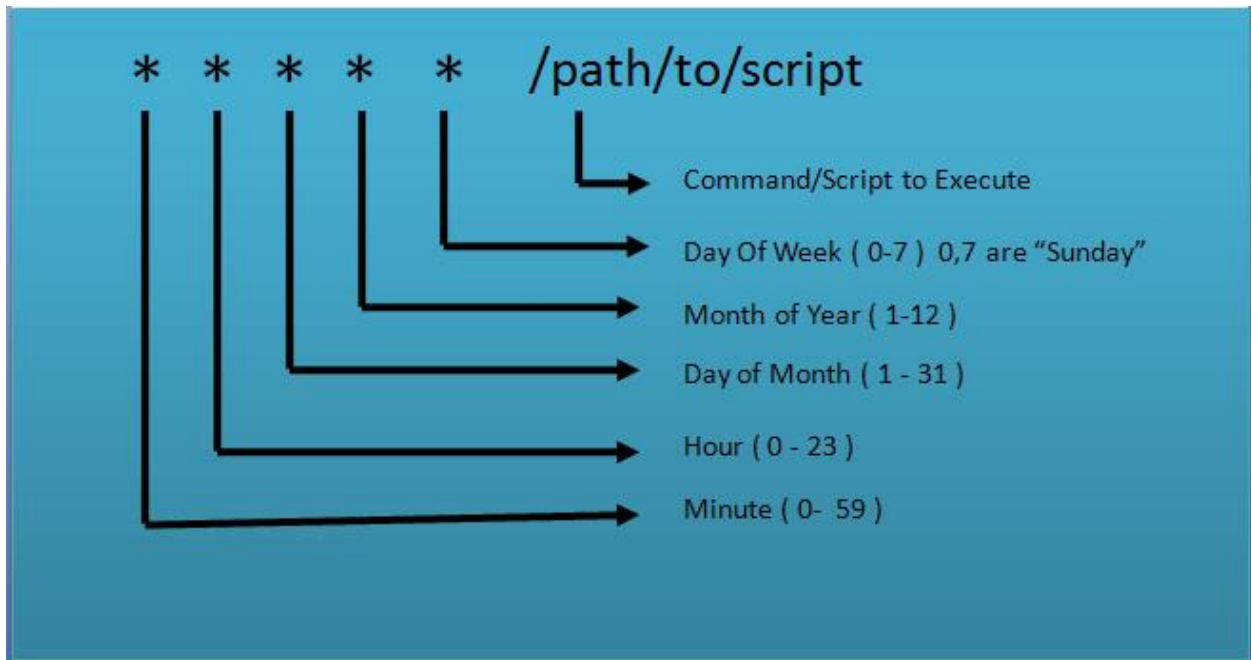 * * * * * /path/to/script
Command/Script to Execute
Day Of Week ( 0-7 ) 0,7 are “Sunday”
Month of Year ( 1-12 )
Day of Month ( 1 - 31 )
Hour ( 0 - 23 )
Minute ( 0- 59 )